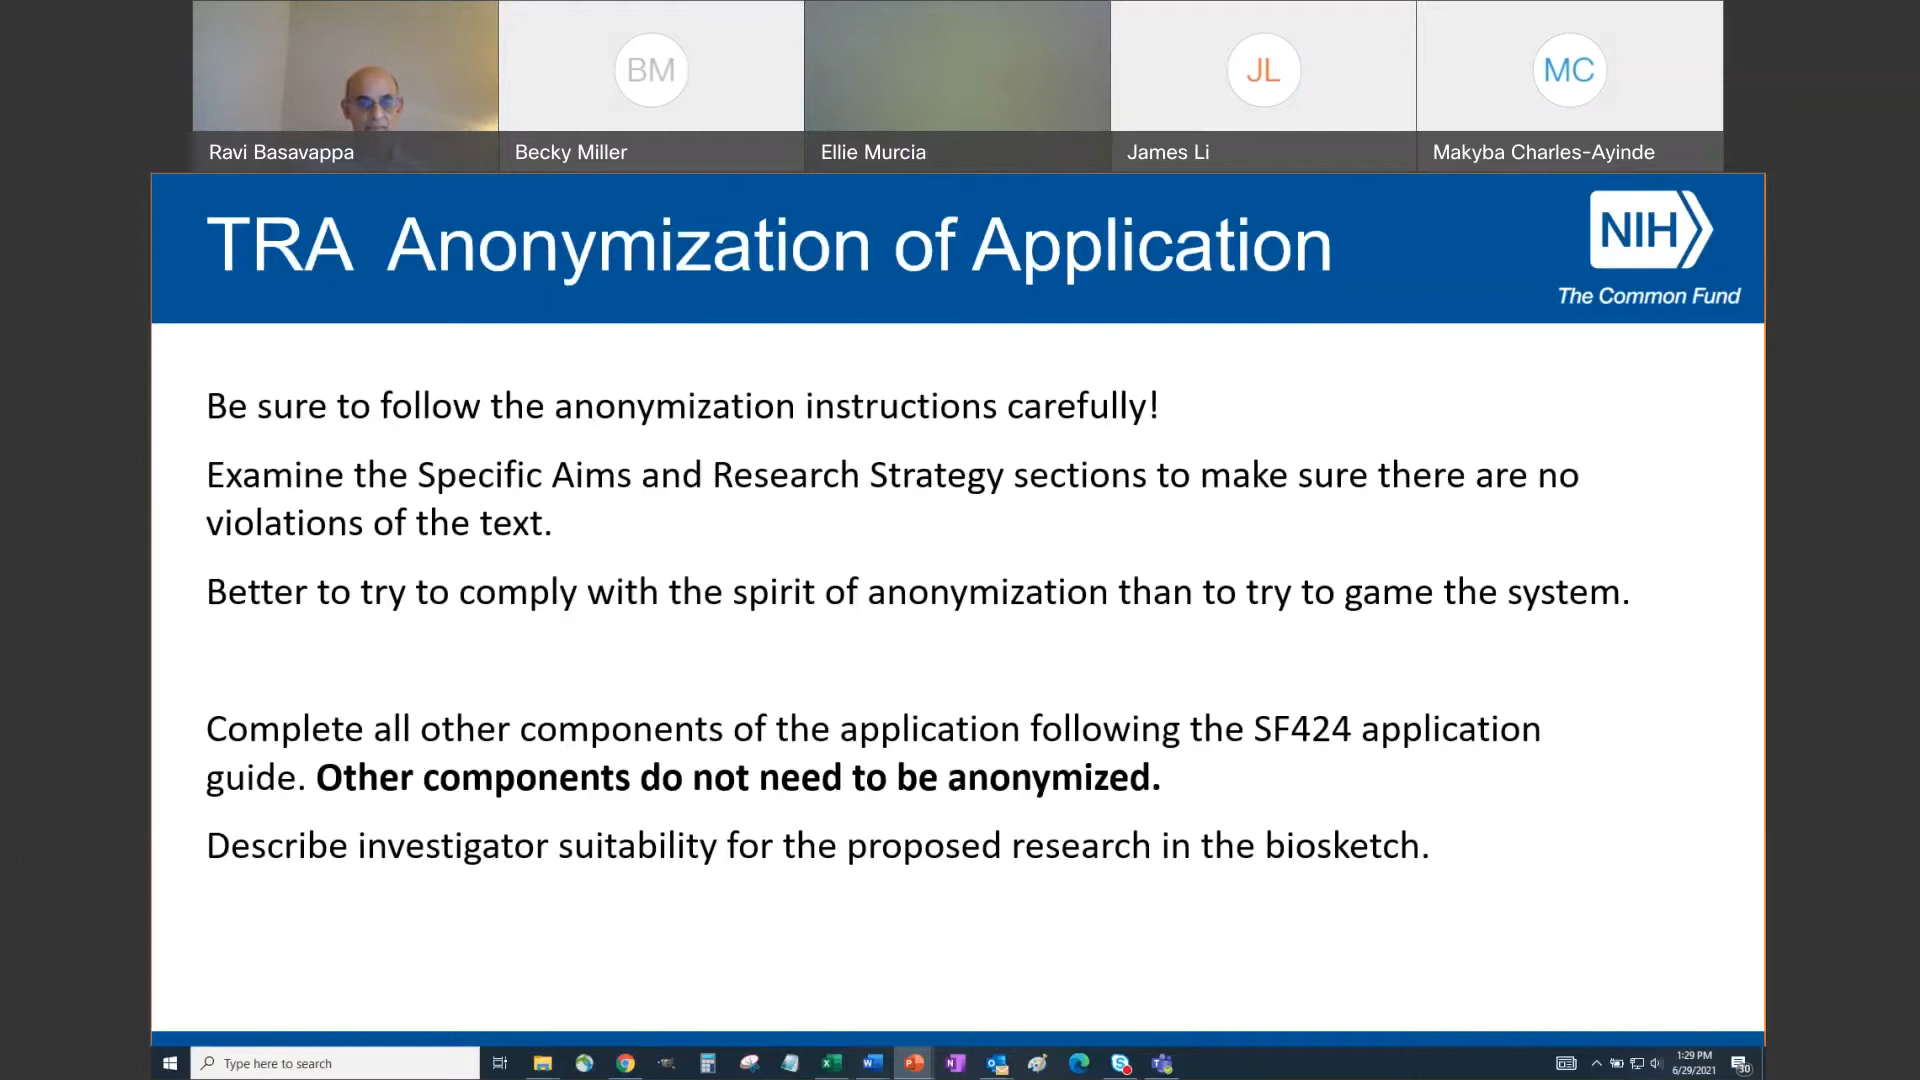 BM
JL
MC
Ravi Basavappa
Becky Miller
Ellie Murcia
James Li
Makyba Charles-Ayinde
TRA Anonymization of Application
NIH
The Common Fund
Be sure to follow the anonymization instructions carefully!
Examine the Specific Aims and Research Strategy sections to make sure there are no
violations of the text.
Better to try to comply with the spirit of anonymization than to try to game the system.
Complete all other components of the application following the SF424 application
guide. Other components do not need to be anonymized.
Describe investigator suitability for the proposed research in the biosketch.
Type here to search
1:29 PM
6/29/2021
30